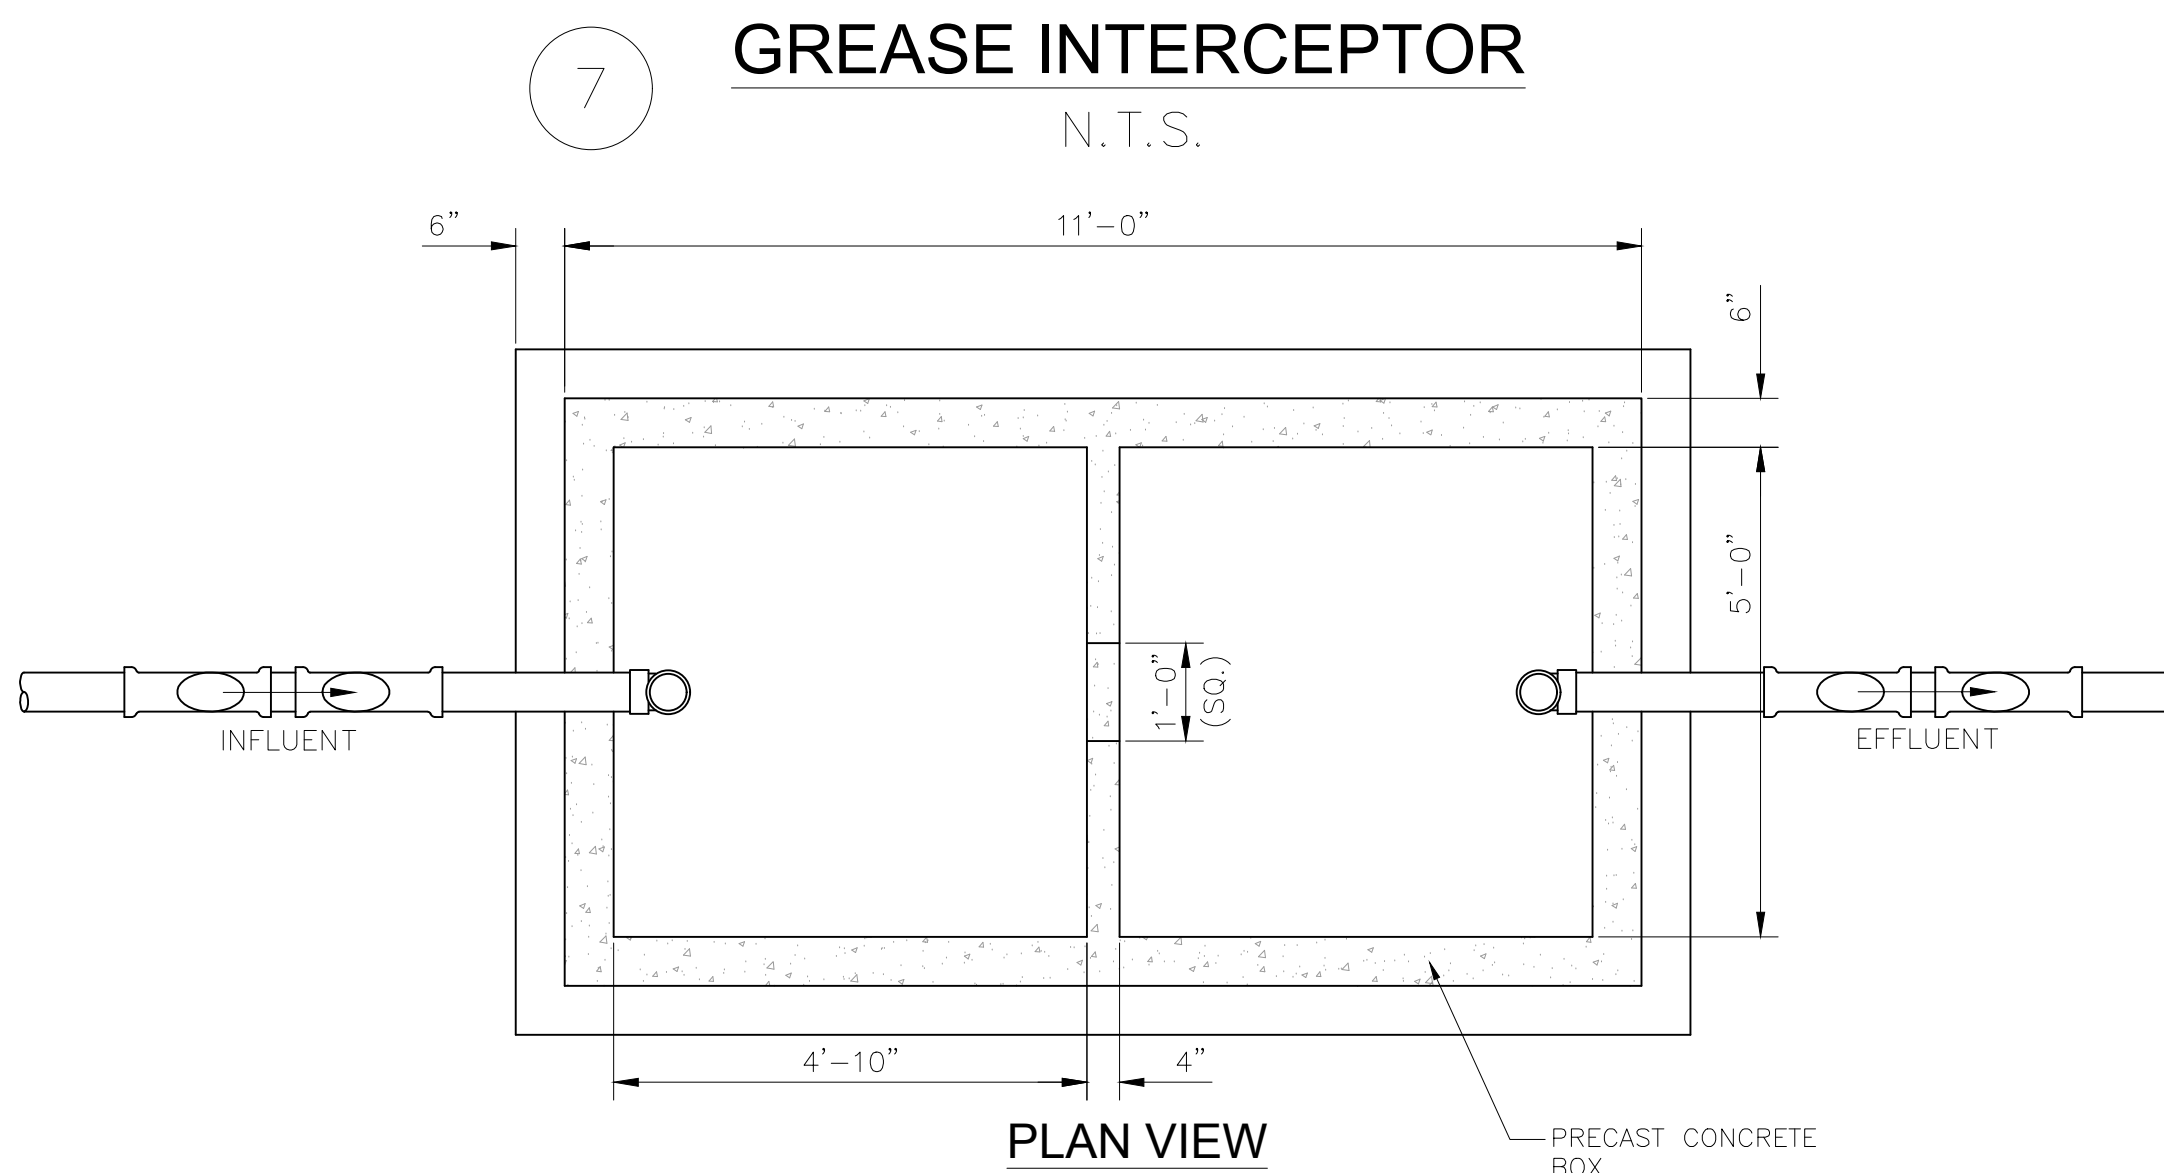 7
GREASE INTERCEPTOR
N.T.S.
6”
11’-0”
6”
5’-0”
1’-0”
(SQ.)
INFLUENT
EFFLUENT
4’-10”
4”
PLAN VIEW
PRECAST CONCRETE
BOX